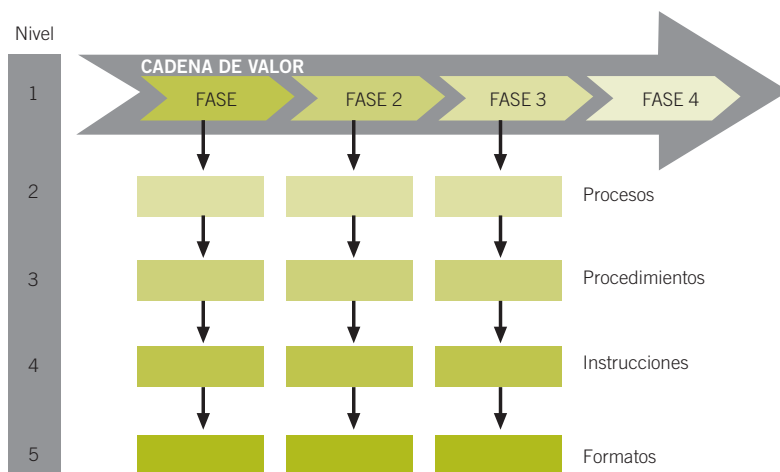 Nivel
CADENA DE VALOR
1
FASE
FASE 2
FASE 3
FASE 4
2
Procesos
3
Procedimientos
4
Instrucciones
5
Formatos